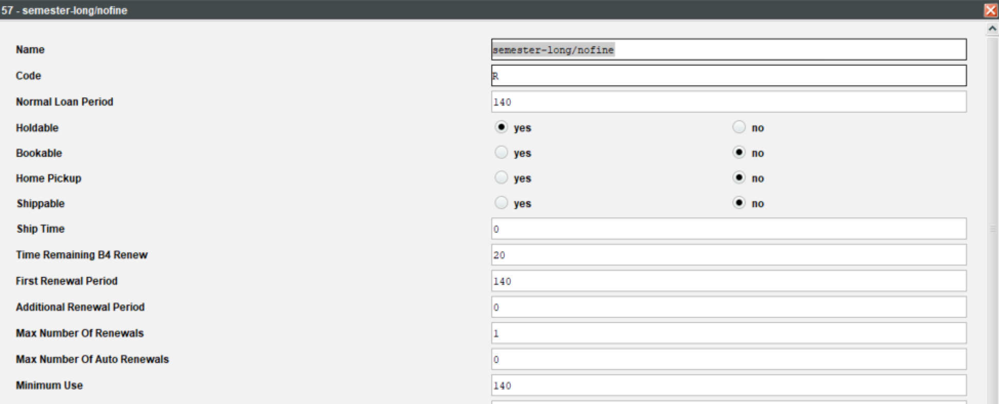 57 - semester-long/nofine
Name semester-long/nofine
Code R
Normal Loan Period 140
Holdable yes no
Bookable yes no
Home Pickup yes no
Shippable yes no
Ship Time 0
Time Remaining B4 Renew 20
First Renewal Period 140
Additional Renewal Period 0
Max Number Of Renewals 1
Max Number Of Auto Renewals 0
Minimum Use 140